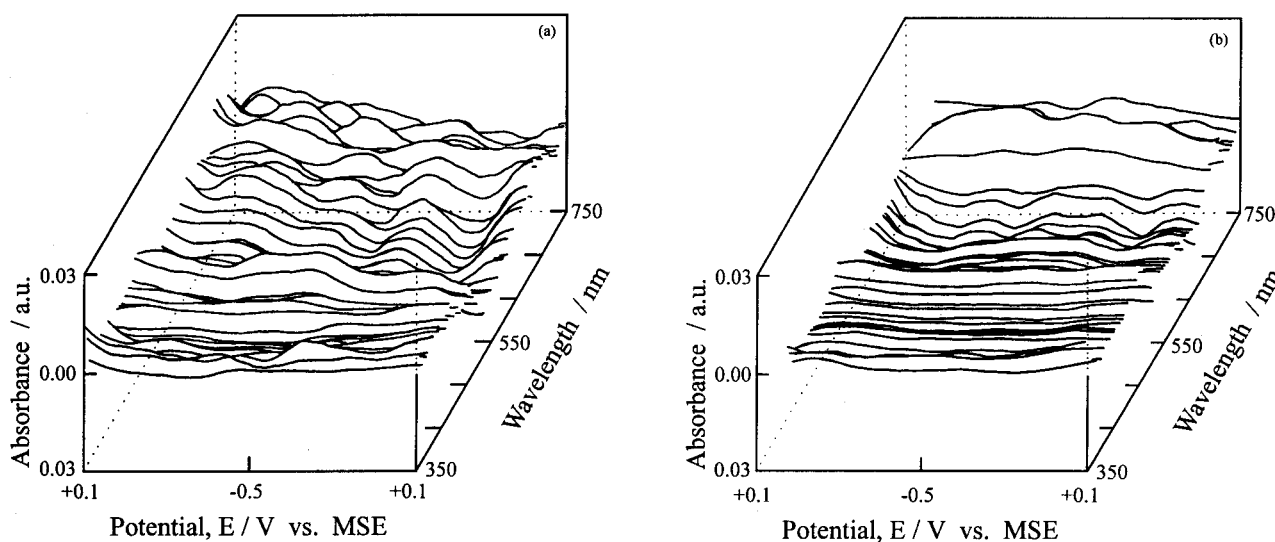 (a)
750
550
350
Wavelength / nm
0.03
0.00
0.03
Absorbance / a.u.
+0.1
-0.5
+0.1
Potential, E / V vs. MSE
(b)
750
550
350
Wavelength / nm
0.03
0.00
0.03
Absorbance / a.u.
+0.1
-0.5
+0.1
Potential, E / V vs. MSE